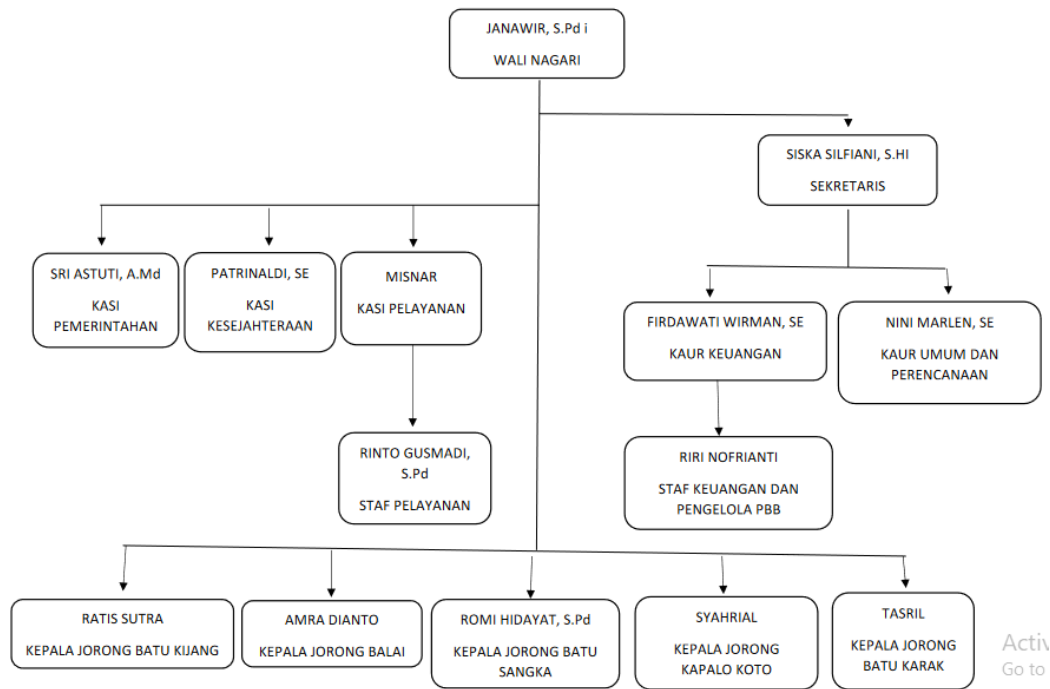 JANAWIR, S.Pd i
WALI NAGARI
SISKA SILFIANI, S.HI
SEKRETARIS
SRI ASTUTI, A.Md
KASI
PEMERINTAHAN
PATRINALDI, SE
KASI
KESEJAHTERAAN
MISNAR
KASI PELAYANAN
FIRDAWATI WIRMAN, SE
KAUR KEUANGAN
NINI MARLEN, SE
KAUR UMUM DAN
PERENCANAAN
RINTO GUSMADI,
S.Pd
STAF PELAYANAN
RIRI NOFRIANTI
STAF KEUANGAN DAN
PENGELOLA PBB
RATIS SUTRA
KEPALA JORONG BATU KIJANG
AMRA DIANTO
KEPALA JORONG BALAI
ROMI HIDAYAT, S.Pd
KEPALA JORONG BATU
SANGKA
SYAHRIAL
KEPALA JORONG
KAPALO KOTO
TASRIL
KEPALA JORONG
BATU KARAK
Activ
Go to